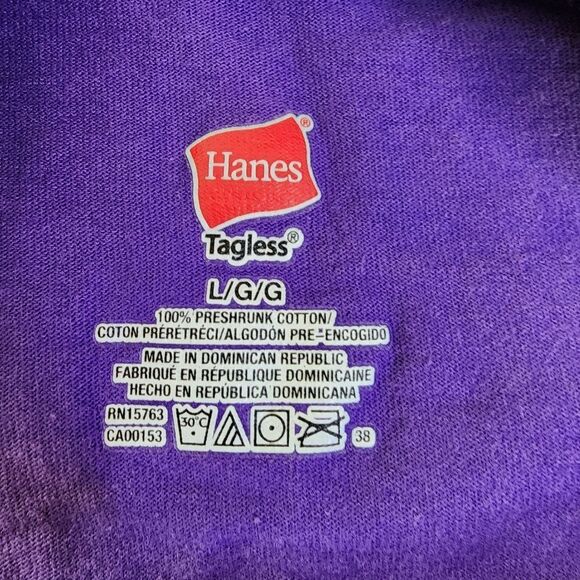 Hanes®
Tagless®
L/G/G
100% PRESHRUNK COTTON/
COTON PRÉRÉTRÉCI/ALGODÓN PRE-ENCOGIDO
MADE IN DOMINICAN REPUBLIC
FABRIQUÉ EN RÉPUBLIQUE DOMINICAINE
HECHO EN REPÚBLICA DOMINICANA
RN15763
CA00153
30°C
38